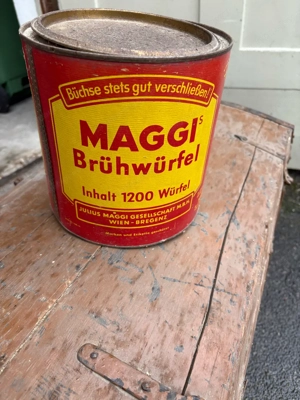 Büchse stets gut verschließen!
MAGGI^s
Brühwürfel
Inhalt 1200 Würfel
JULIUS MAGGI GESELLSCHAFT M.B.H.
WIEN - BREGENZ